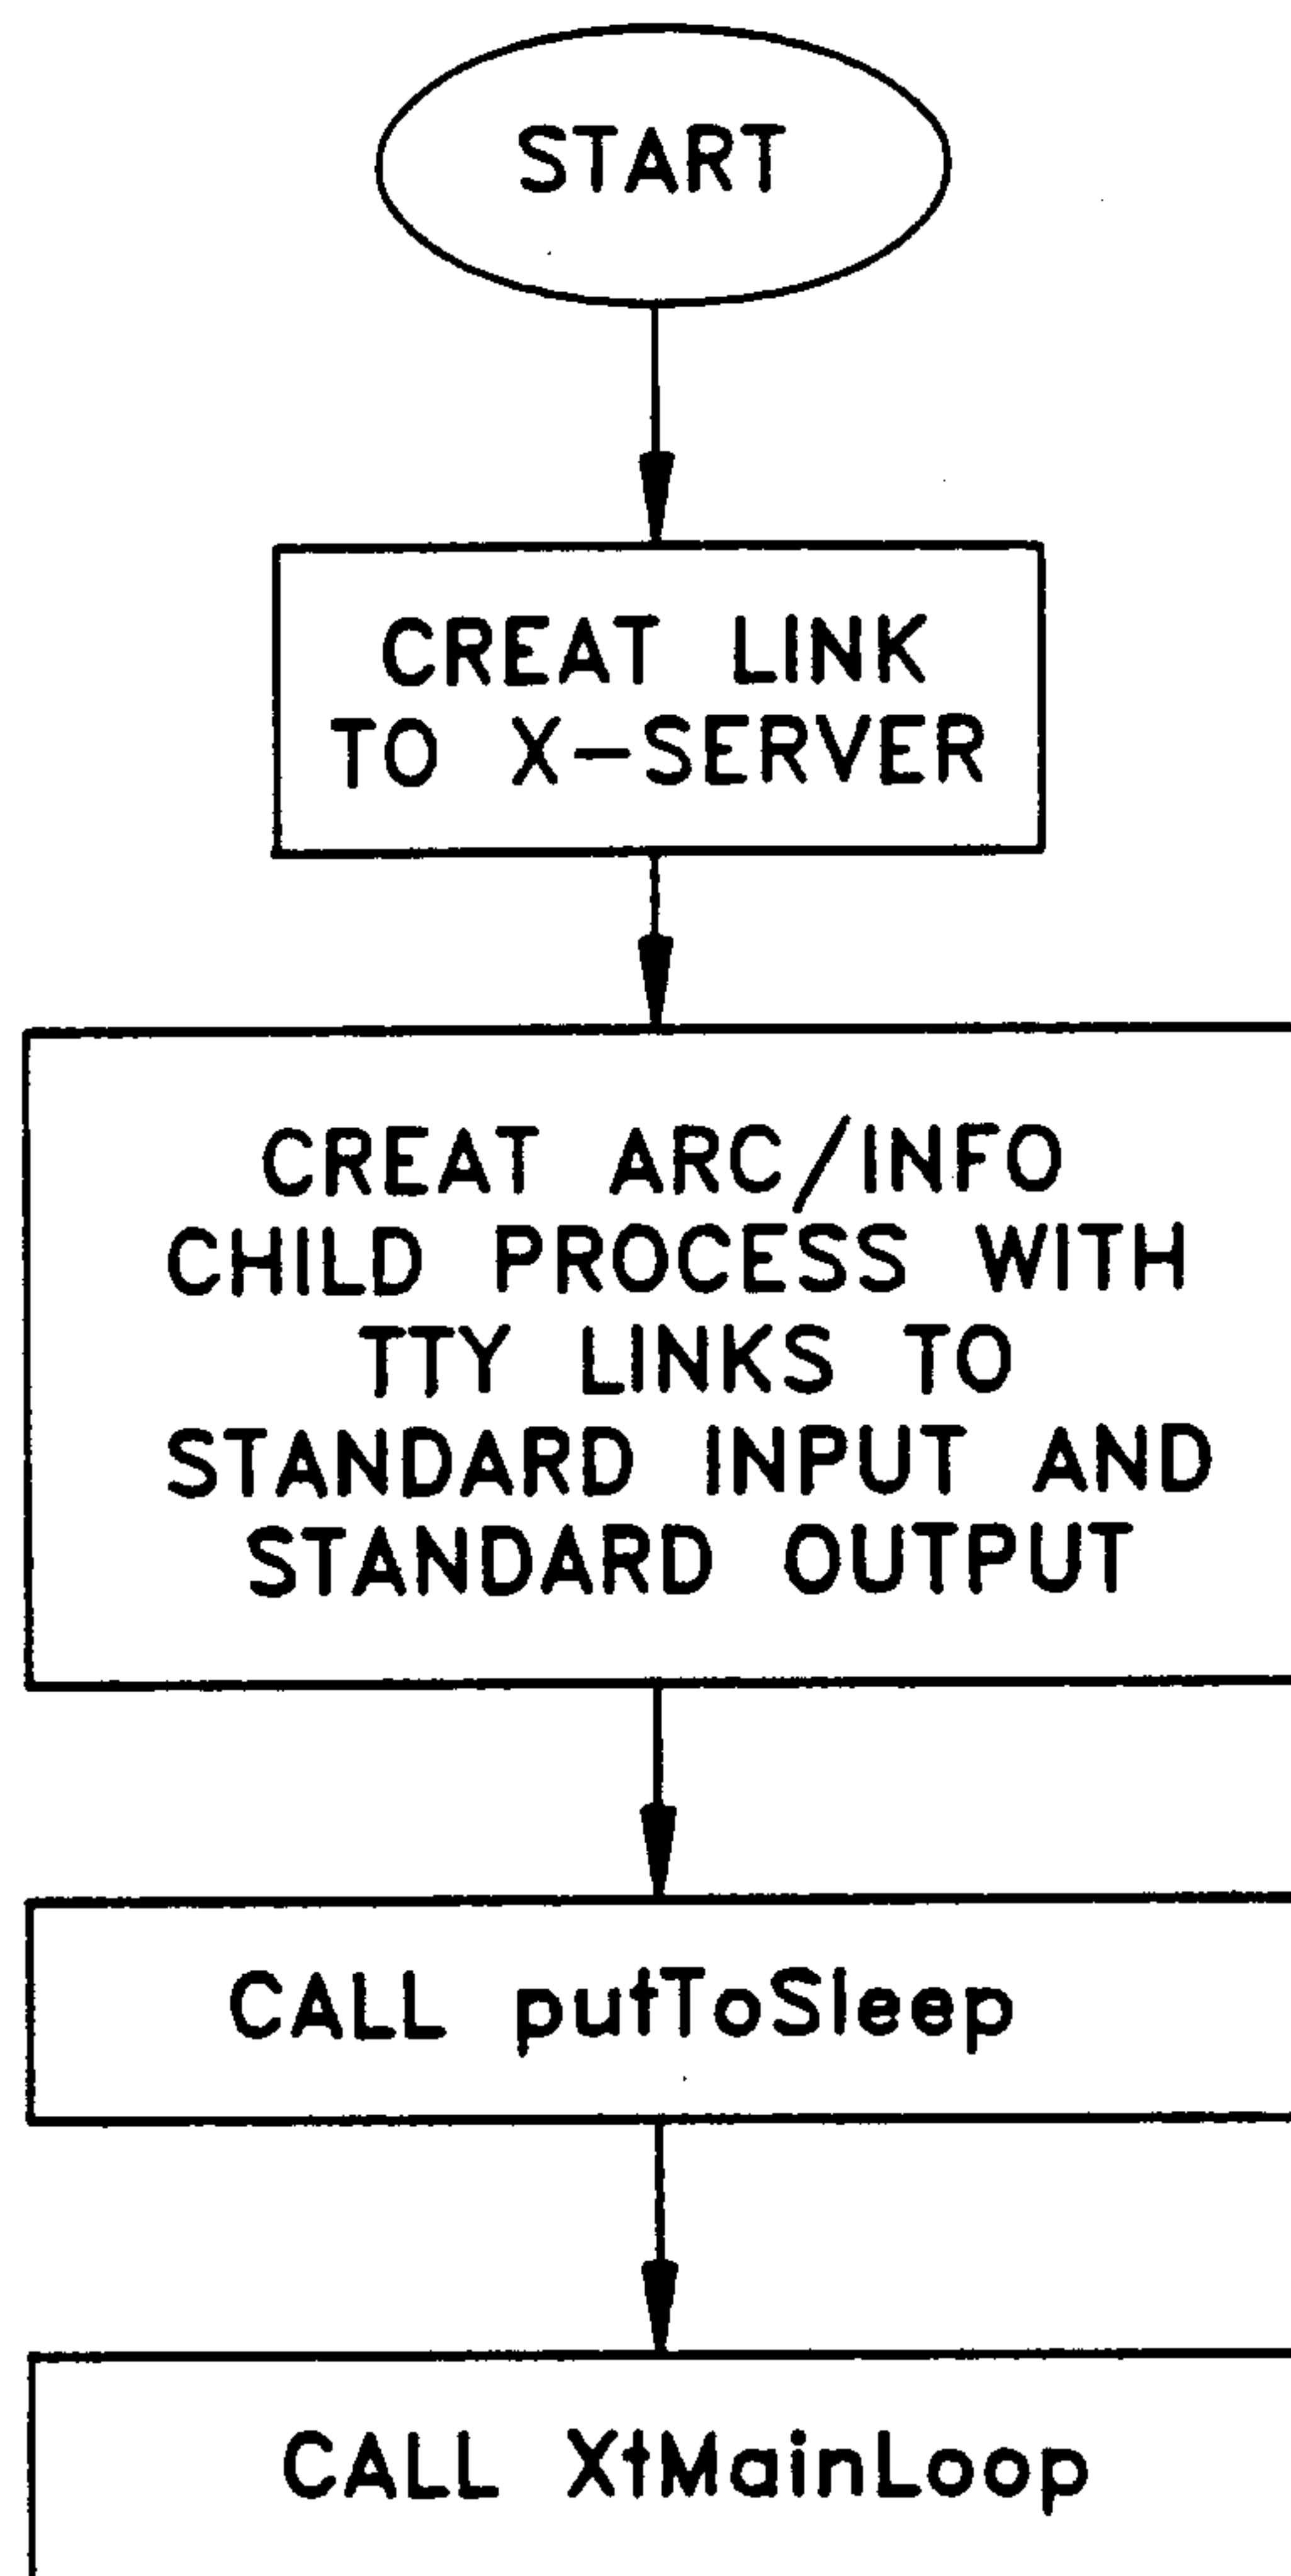 START
CREAT LINK
TO X-SERVER
CREAT ARC/INFO
CHILD PROCESS WITH
TTY LINKS TO
STANDARD INPUT AND
STANDARD OUTPUT
CALL putToSleep
CALL XtMainLoop